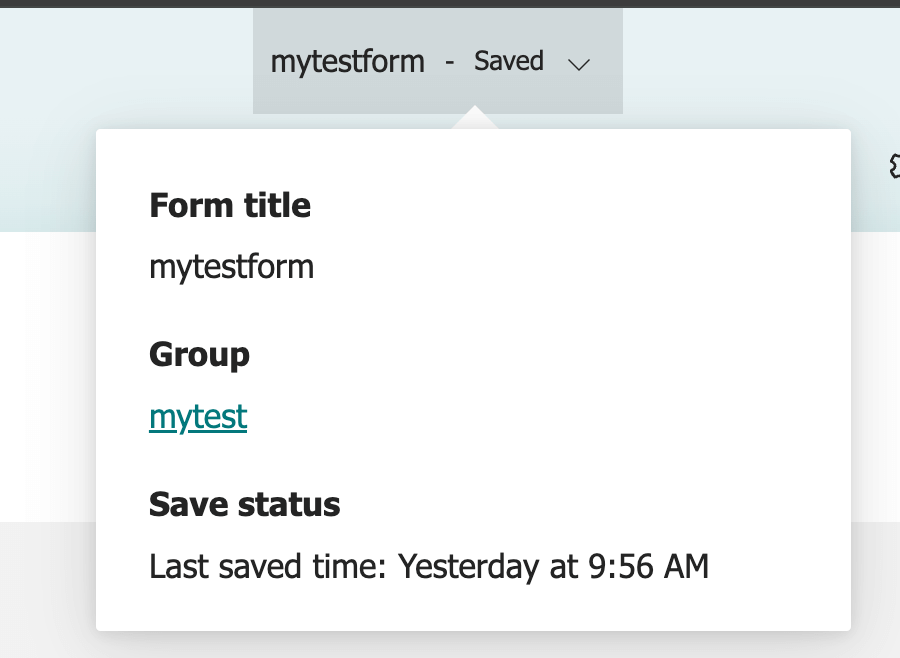 mytestform - Saved
Form title
mytestform
Group
mytest
Save status
Last saved time: Yesterday at 9:56 AM